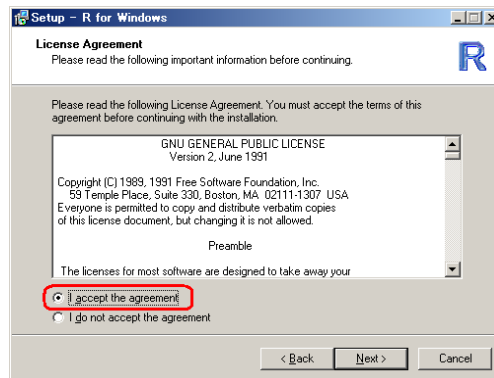 Setup - R for Windows
License Agreement
Please read the following important information before continuing.
R
Please read the following License Agreement. You must accept the terms of this
agreement before continuing with the installation.
GNU GENERAL PUBLIC LICENSE
Version 2, June 1991
Copyright (C) 1989, 1991 Free Software Foundation, Inc.
59 Temple Place, Suite 330, Boston, MA  02111-1307  USA
Everyone is permitted to copy and distribute verbatim copies
of this license document, but changing it is not allowed.
Preamble
The licenses for most software are designed to take away your
I accept the agreement
I do not accept the agreement
< Back
Next >
Cancel